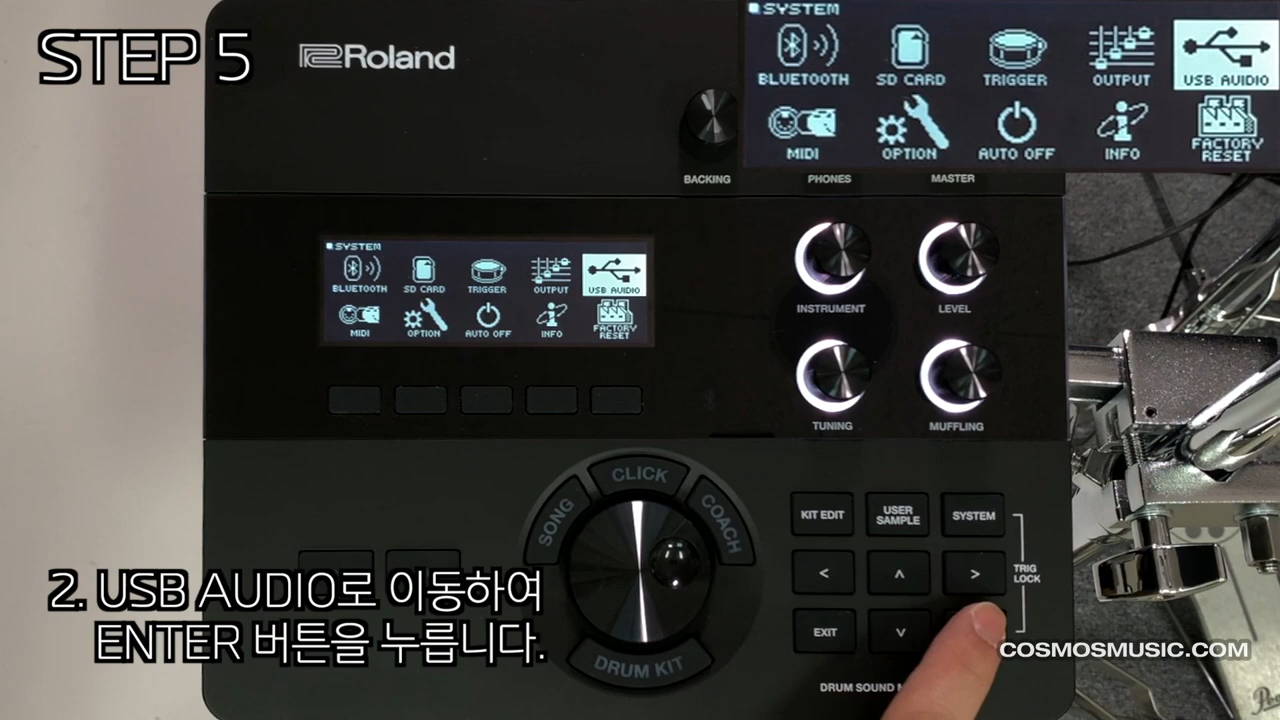 STEP 5
Roland
SYSTEM
BLUETOOTH SD CARD TRIGGER OUTPUT USB AUDIO
MIDI OPTION AUTO OFF INFO FACTORY RESET
BACKING PHONES MASTER
SYSTEM
BLUETOOTH SD CARD TRIGGER OUTPUT USB AUDIO
MIDI OPTION AUTO OFF INFO FACTORY RESET
INSTRUMENT LEVEL
TUNING MUFFLING
SONG CLICK COACH
DRUM KIT
KIT EDIT USER SAMPLE SYSTEM
< ʌ >
TRIG LOCK
EXIT v
DRUM SOUND
2. USB AUDIO로 이동하여
ENTER 버튼을 누릅니다.
COSMOSMUSIC.COM